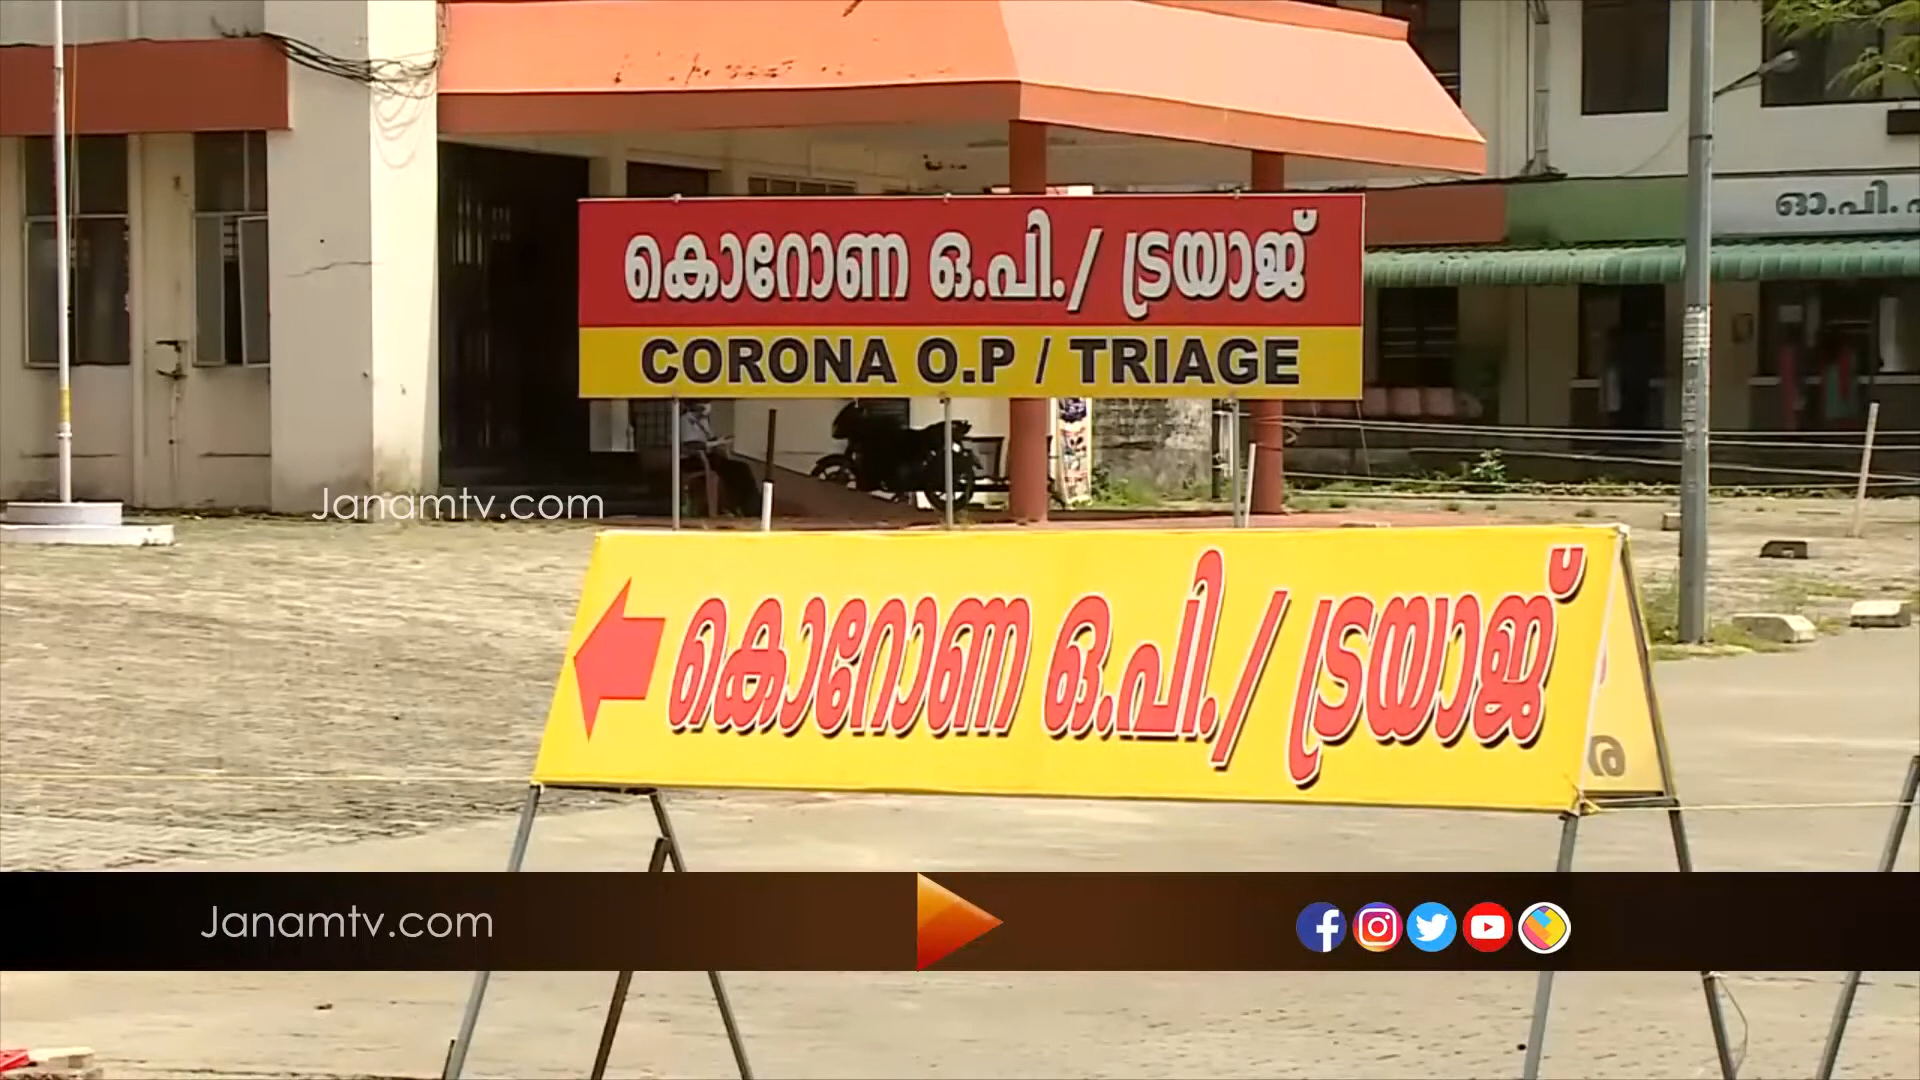 ഓ.പി.
കൊറോണ ഒ.പി./ ട്രയാജ്
CORONA O.P / TRIAGE
Janamtv.com
കൊറോണ ഒ.പി./ ട്രയാജ്
Janamtv.com